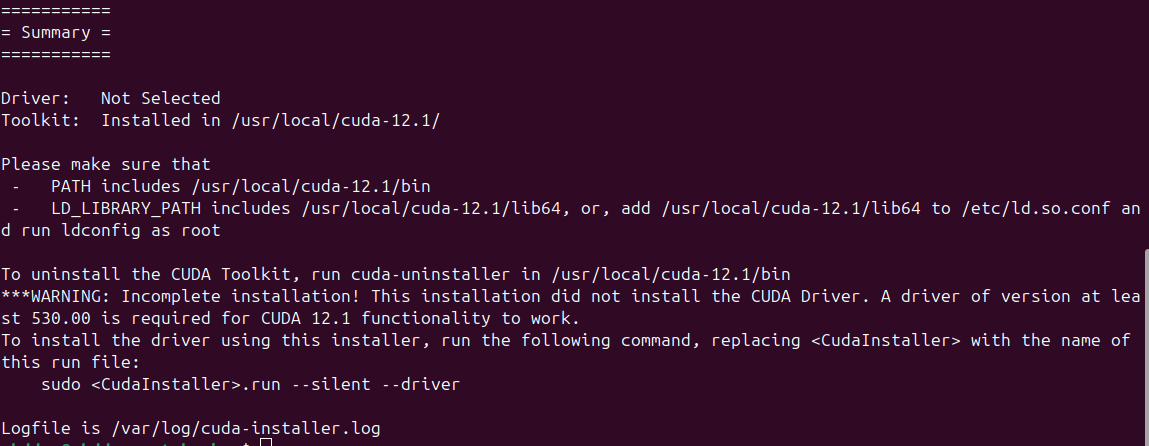 ===========
= Summary =
===========
Driver:   Not Selected
Toolkit:  Installed in /usr/local/cuda-12.1/
Please make sure that
 -   PATH includes /usr/local/cuda-12.1/bin
 -   LD_LIBRARY_PATH includes /usr/local/cuda-12.1/lib64, or, add /usr/local/cuda-12.1/lib64 to /etc/ld.so.conf an
d run ldconfig as root
To uninstall the CUDA Toolkit, run cuda-uninstaller in /usr/local/cuda-12.1/bin
***WARNING: Incomplete installation! This installation did not install the CUDA Driver. A driver of version at lea
st 530.00 is required for CUDA 12.1 functionality to work.
To install the driver using this installer, run the following command, replacing <CudaInstaller> with the name of
this run file:
    sudo <CudaInstaller>.run --silent --driver
Logfile is /var/log/cuda-installer.log